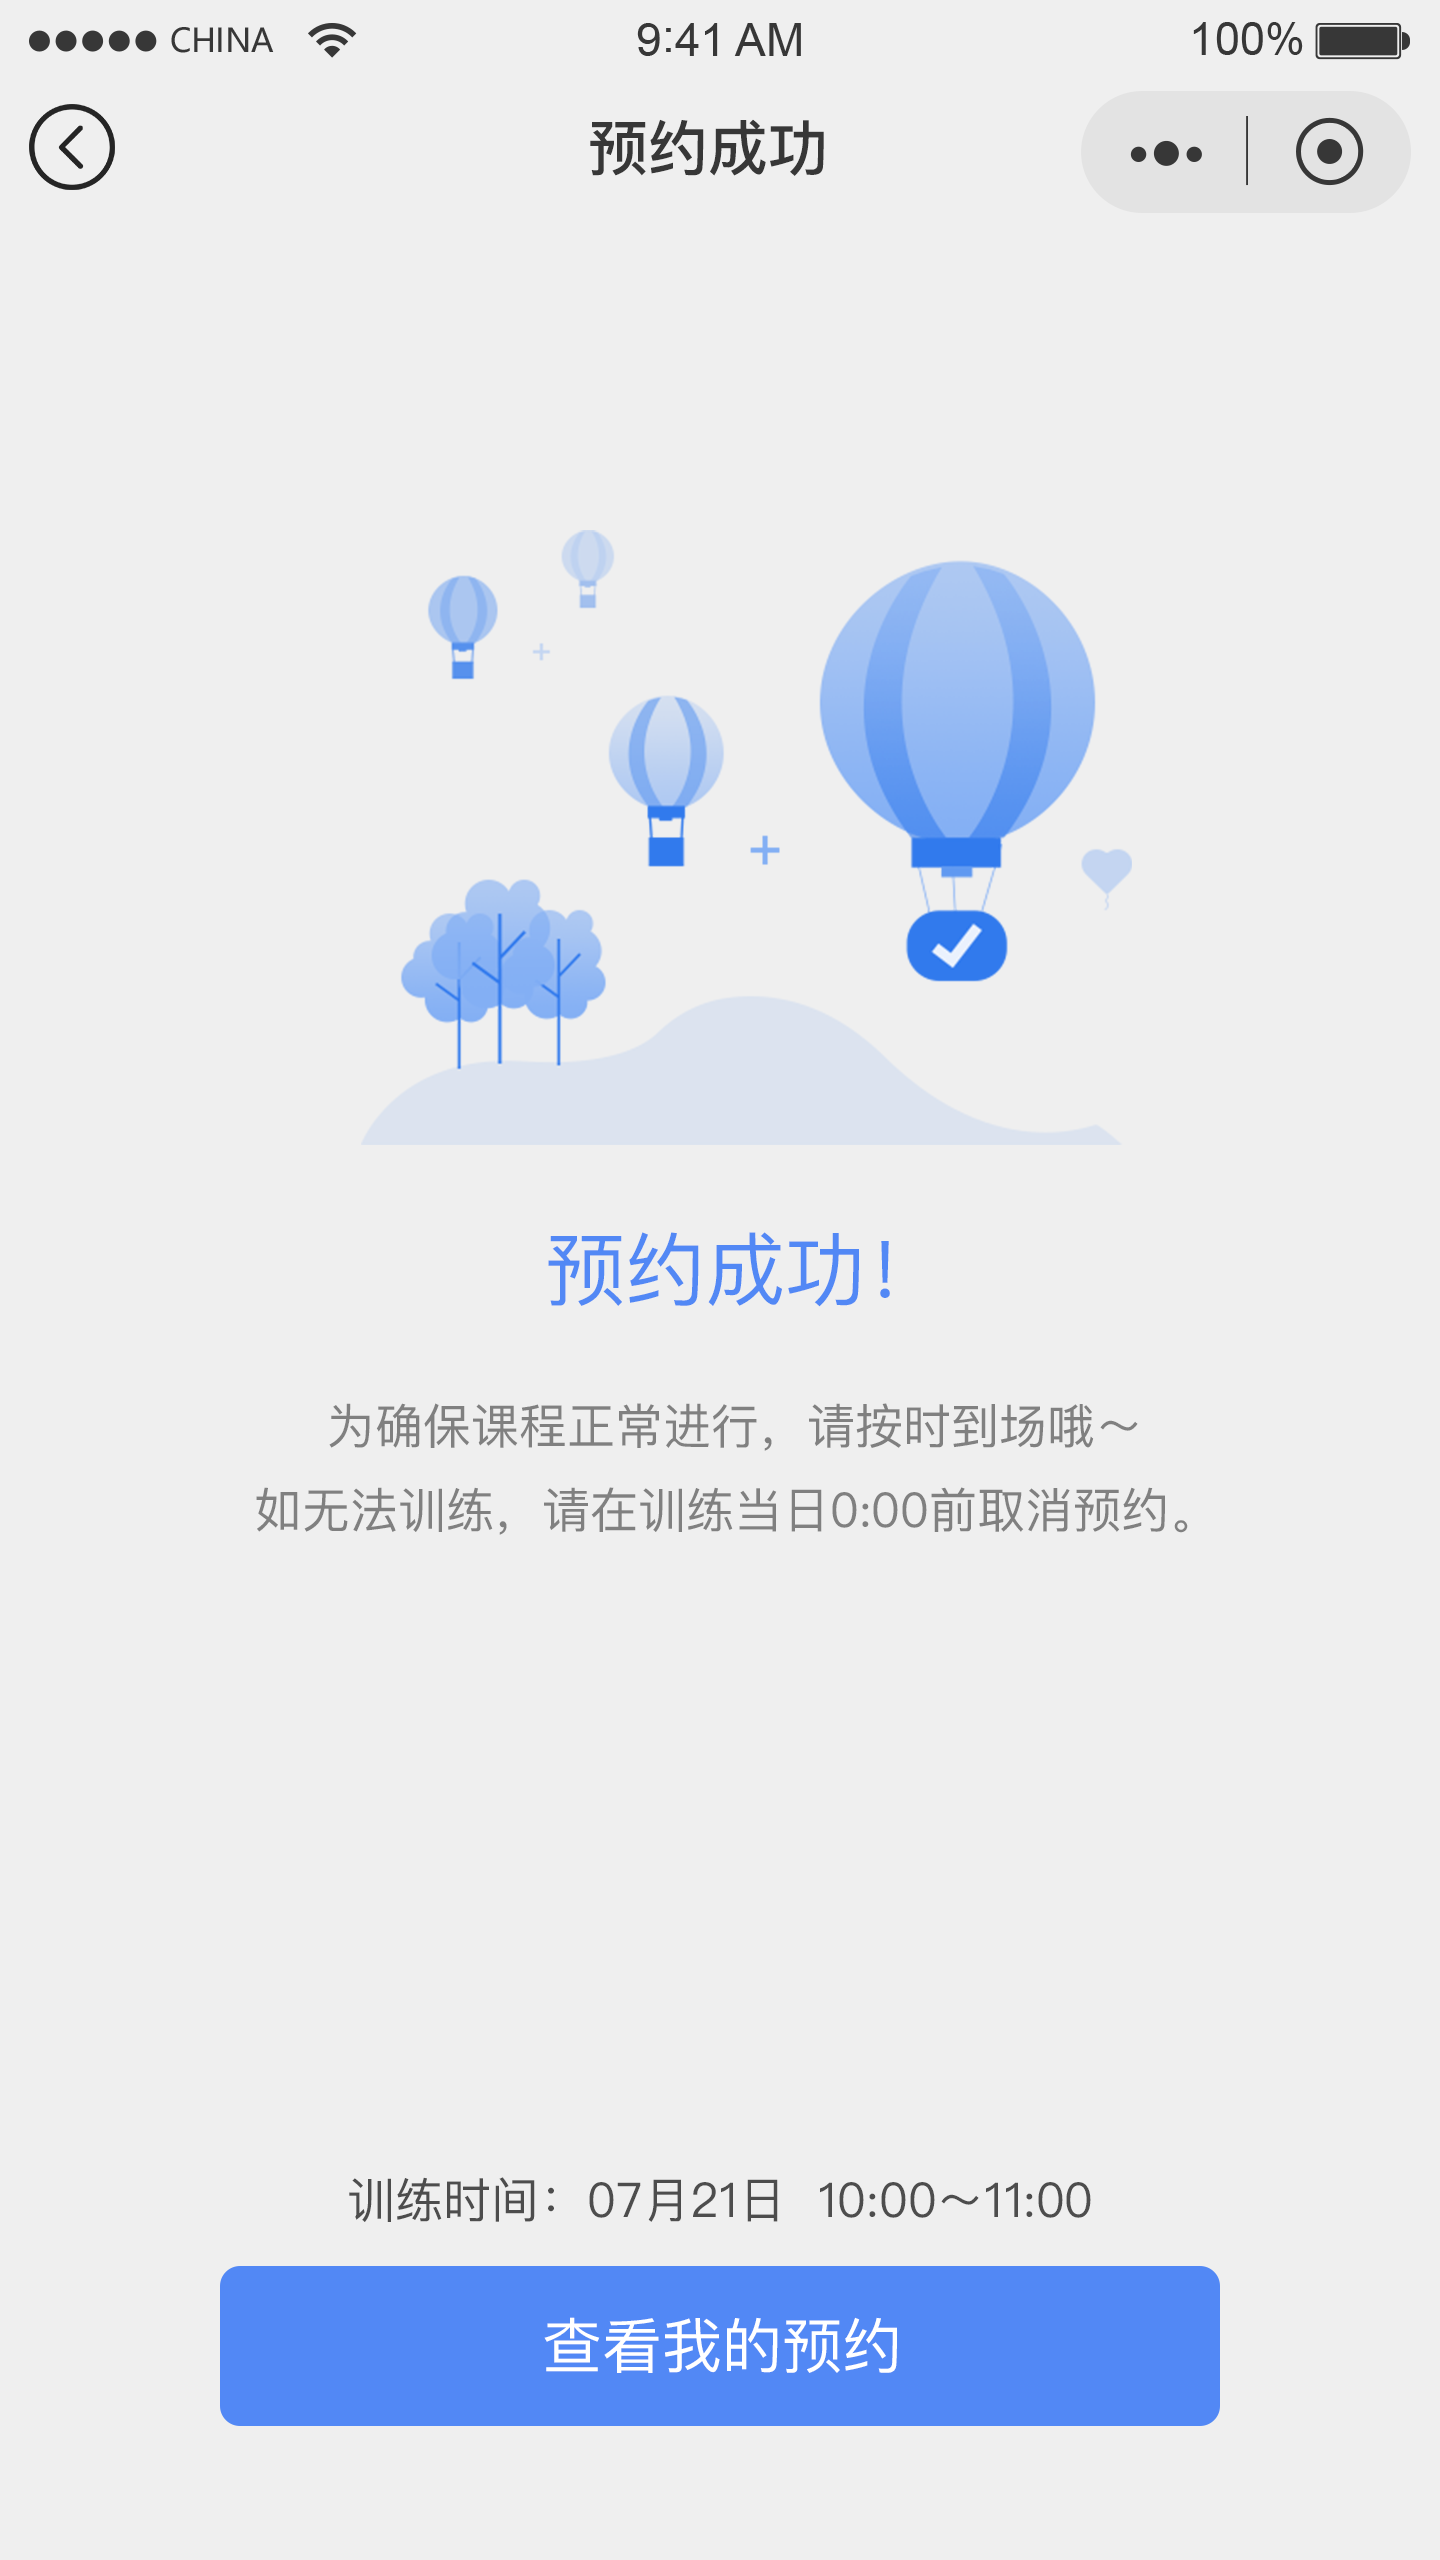 CHINA 9:41 AM 100%
预约成功
预约成功！
为确保课程正常进行，请按时到场哦～
如无法训练，请在训练当日0:00前取消预约。
训练时间：07月21日 10:00～11:00
查看我的预约